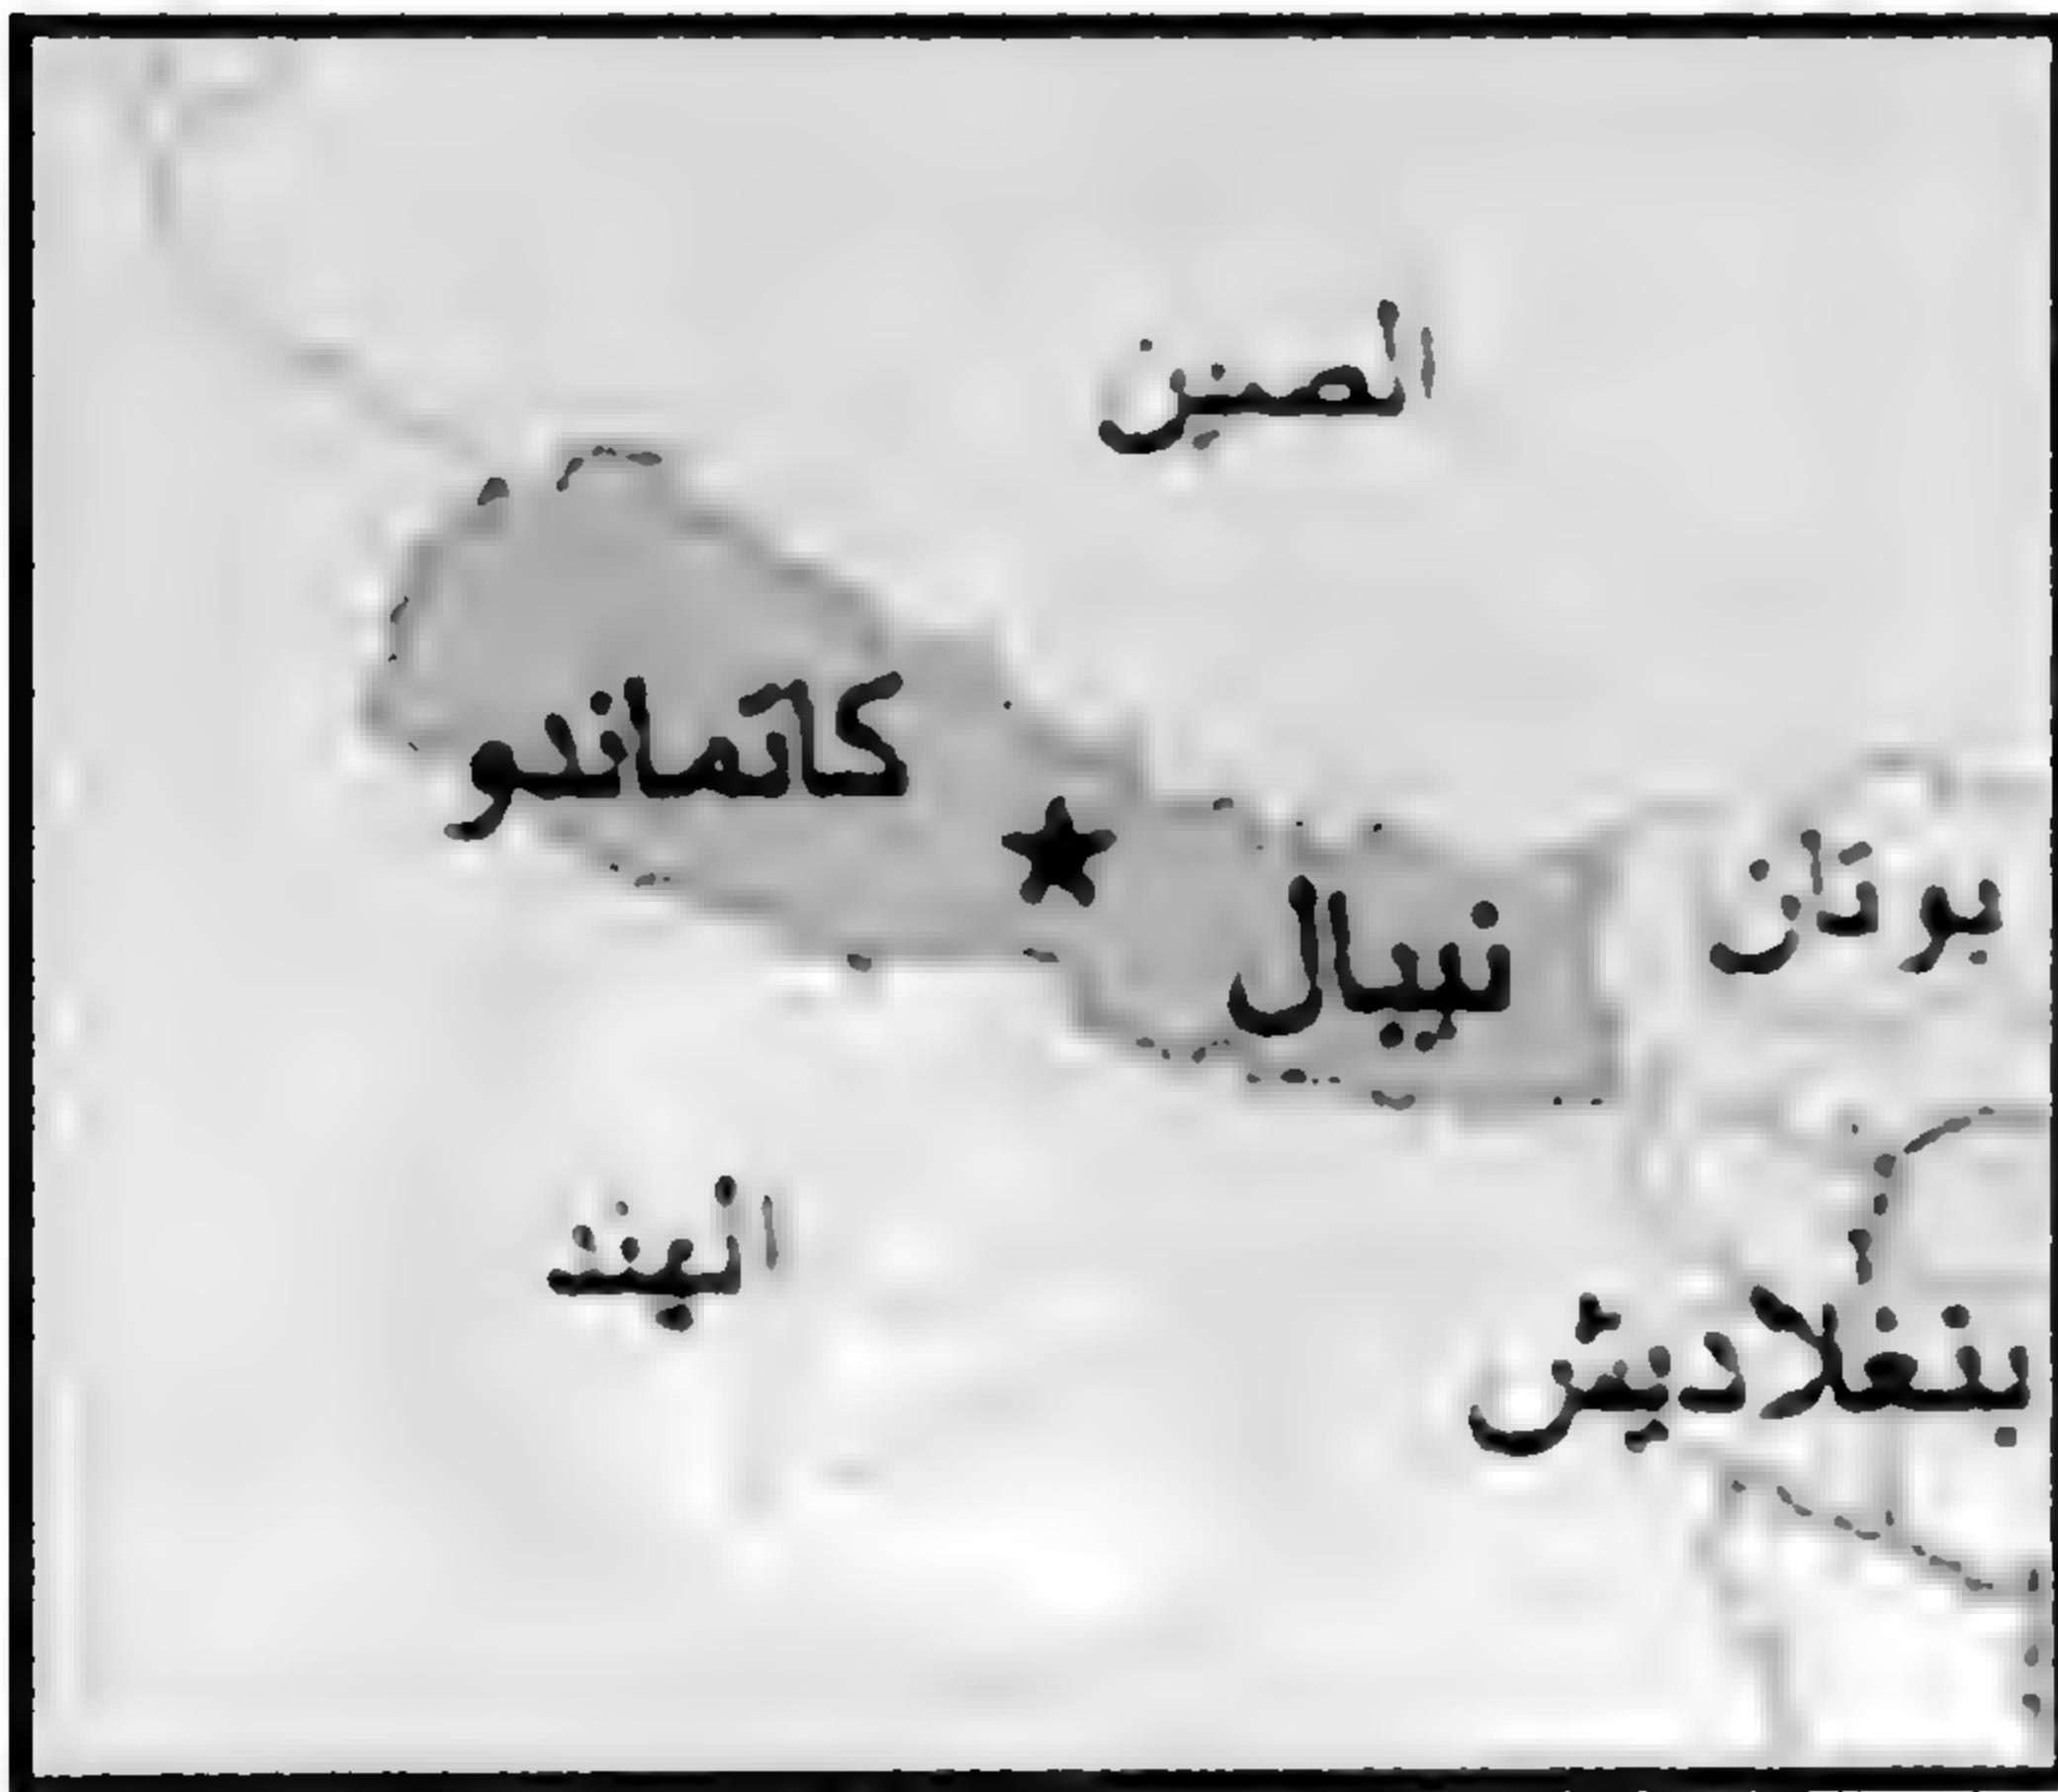 الصين
كاتماندو
نيبال
بوتان
الهند
بنغلاديش